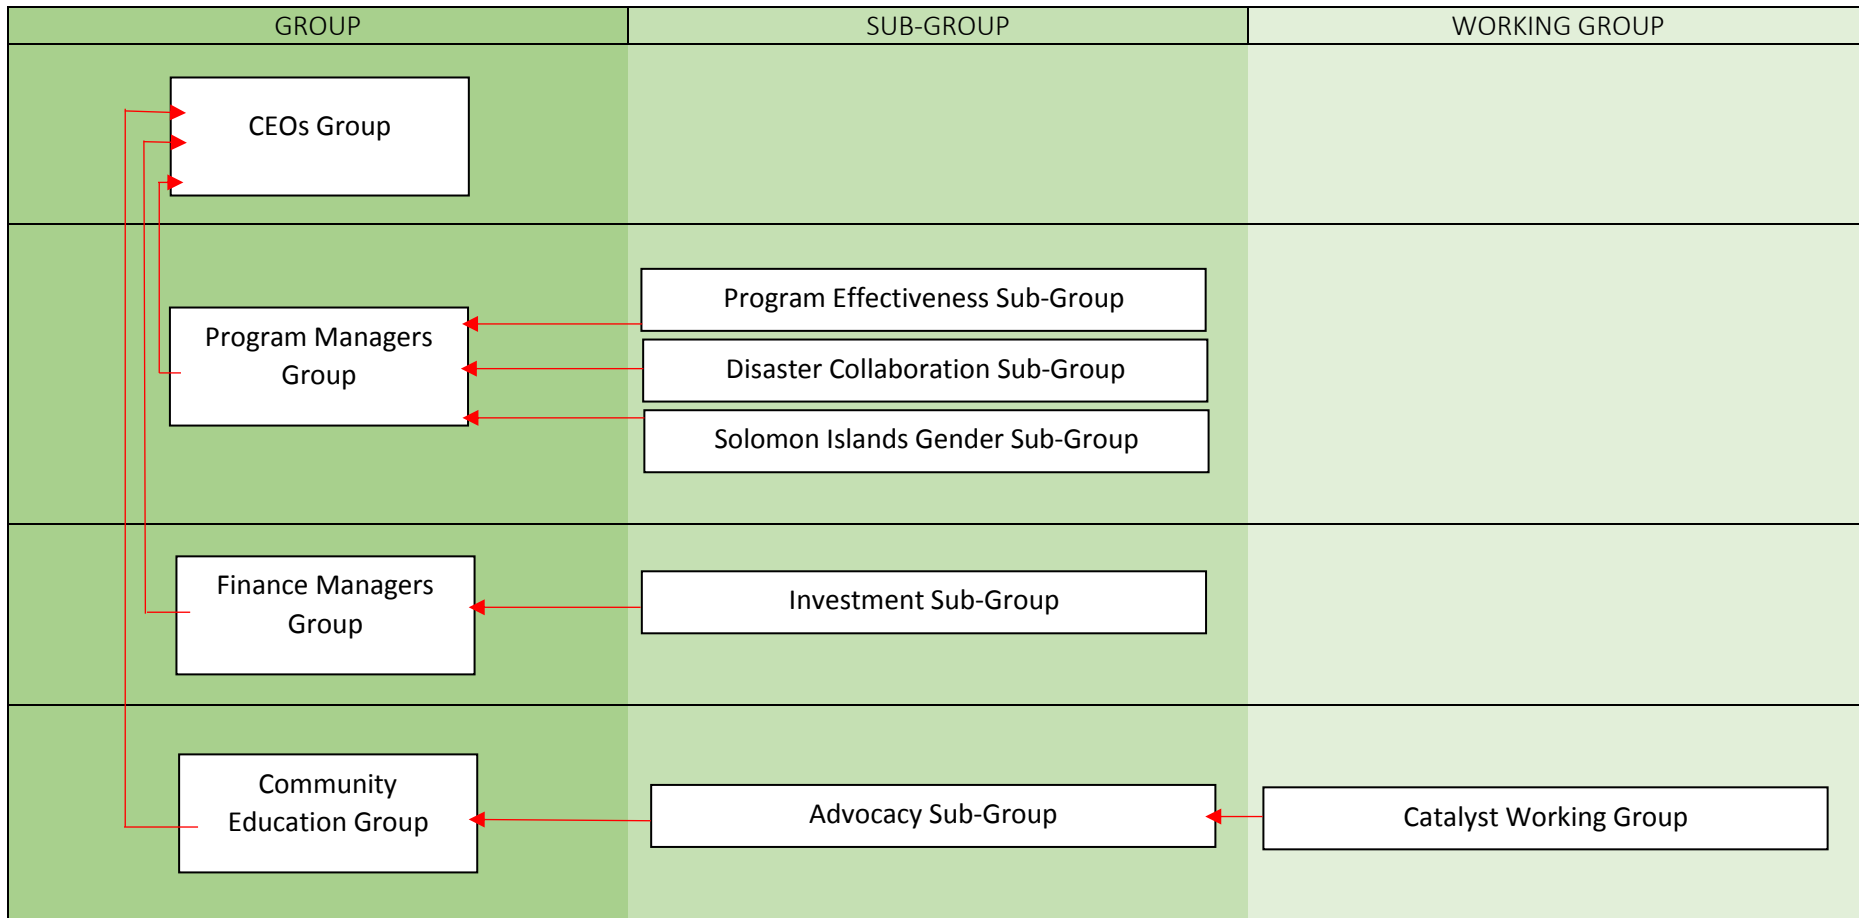 GROUP
SUB-GROUP
WORKING GROUP
CEOs Group
Program Managers
Group
Program Effectiveness Sub-Group
Disaster Collaboration Sub-Group
Solomon Islands Gender Sub-Group
Finance Managers
Group
Investment Sub-Group
Community
Education Group
Advocacy Sub-Group
Catalyst Working Group